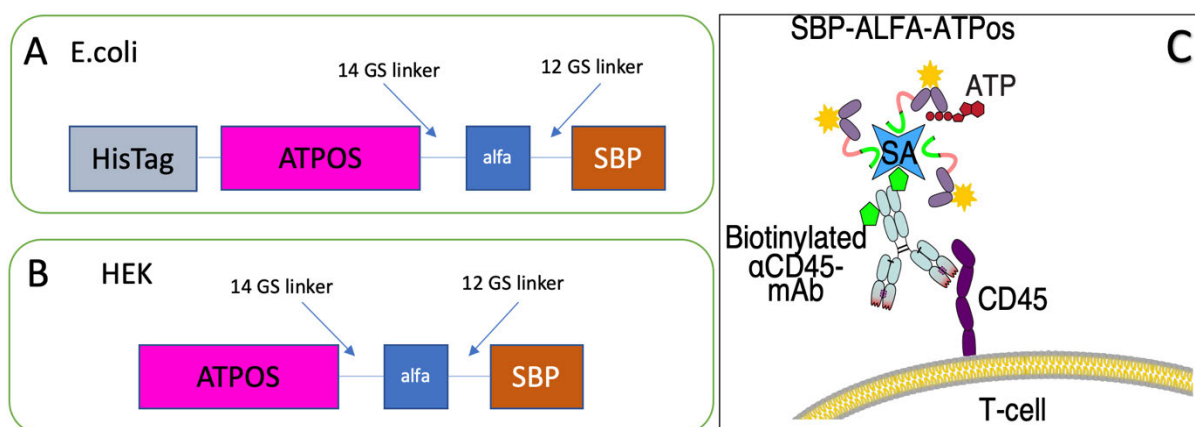 A
E.coli
14 GS linker
12 GS linker
HisTag
ATPOS
alfa
SBP
B
HEK
14 GS linker
12 GS linker
ATPOS
alfa
SBP
C
SBP-ALFA-ATPos
ATP
SA
Biotinylated
αCD45-
mAb
CD45
T-cell